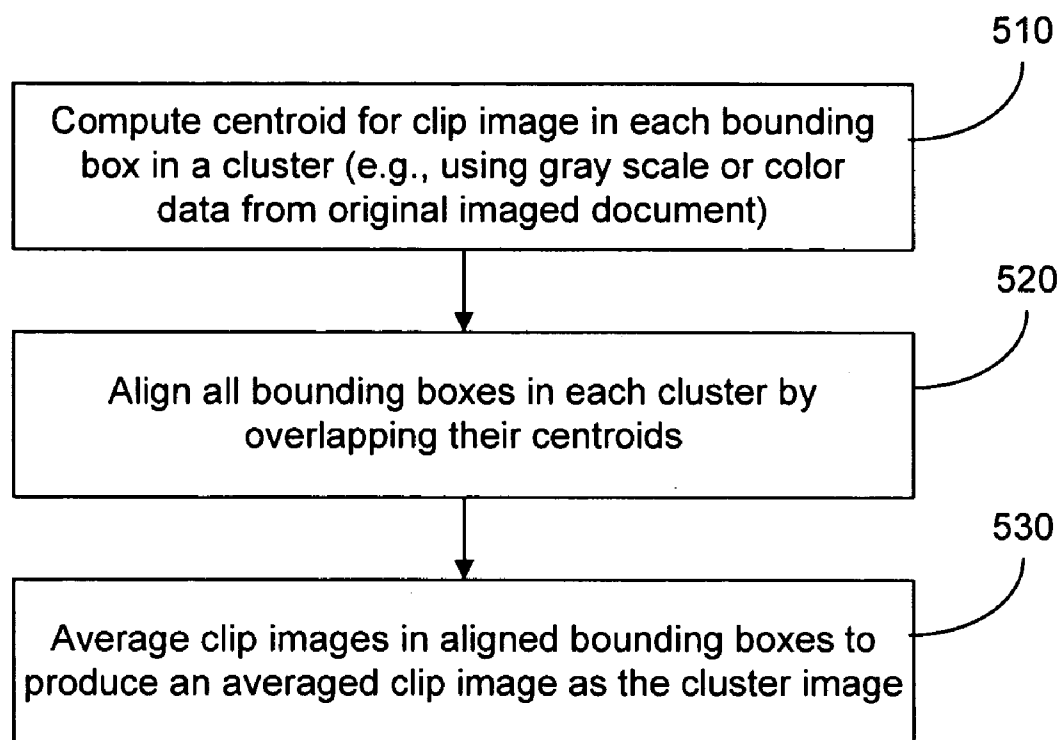 510
Compute centroid for clip image in each bounding
box in a cluster (e.g., using gray scale or color
data from original imaged document)
520
Align all bounding boxes in each cluster by
overlapping their centroids
530
Average clip images in aligned bounding boxes to
produce an averaged clip image as the cluster image